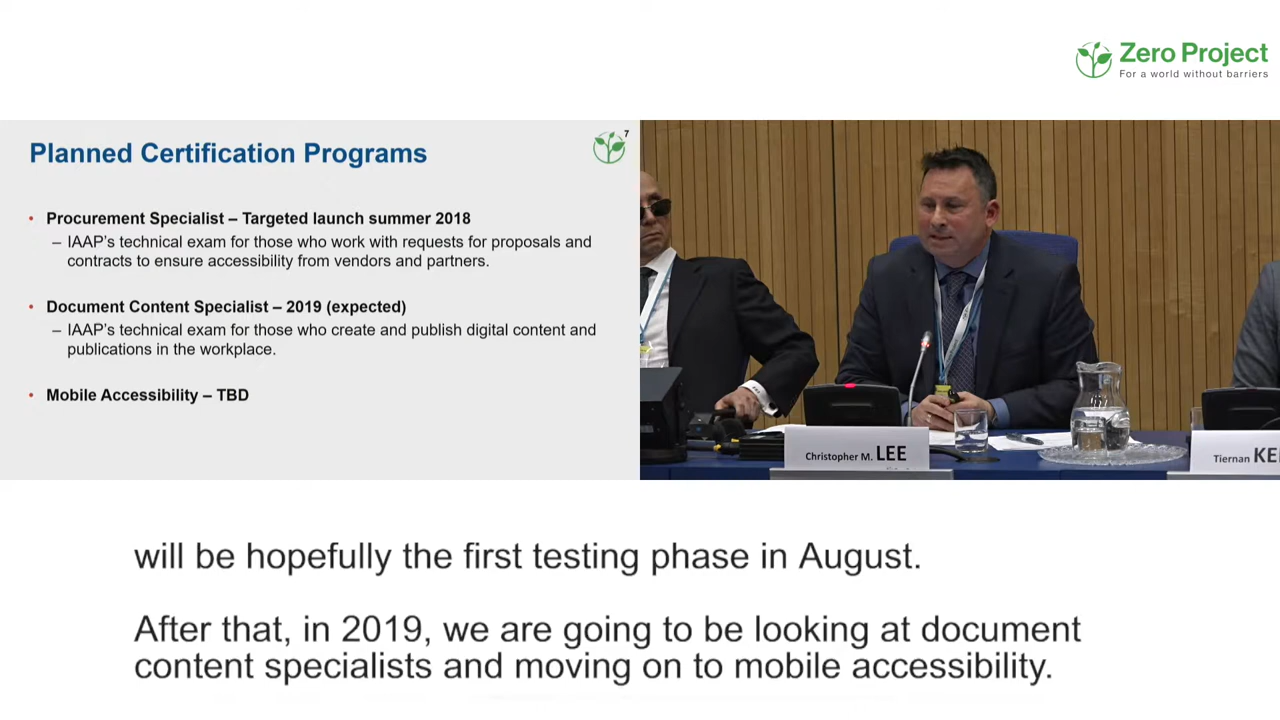 Zero Project
For a world without barriers
7
Planned Certification Programs
• Procurement Specialist – Targeted launch summer 2018
– IAAP’s technical exam for those who work with requests for proposals and
contracts to ensure accessibility from vendors and partners.
• Document Content Specialist – 2019 (expected)
– IAAP’s technical exam for those who create and publish digital content and
publications in the workplace.
• Mobile Accessibility – TBD
Christopher M. LEE
Tiernan
will be hopefully the first testing phase in August.
After that, in 2019, we are going to be looking at document
content specialists and moving on to mobile accessibility.